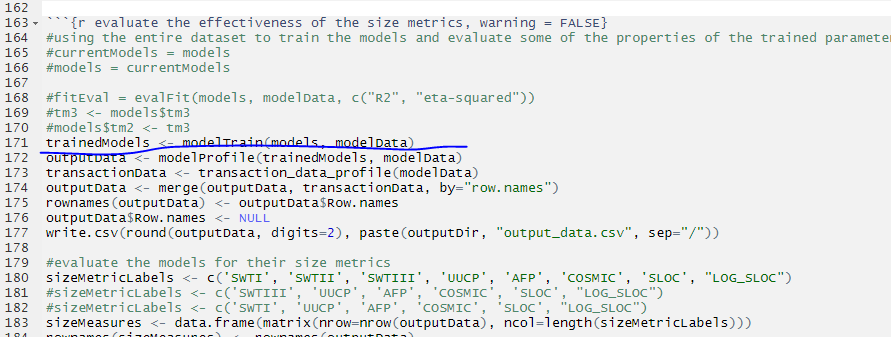 162
163 ```{r evaluate the effectiveness of the size metrics, warning = FALSE}
164 #using the entire dataset to train the models and evaluate some of the properties of the trained parameter
165 #currentModels = models
166 #models = currentModels
167
168 #fitEval = evalFit(models, modelData, c("R2", "eta-squared"))
169 #tm3 <- models$tm3
170 #models$tm2 <- tm3
171 trainedModels <- modelTrain(models, modelData)
172 outputData <- modelProfile(trainedModels, modelData)
173 transactionData <- transaction_data_profile(modelData)
174 outputData <- merge(outputData, transactionData, by="row.names")
175 rownames(outputData) <- outputData$Row.names
176 outputData$Row.names <- NULL
177 write.csv(round(outputData, digits=2), paste(outputDir, "output_data.csv", sep="/"))
178
179 #evaluate the models for their size metrics
180 sizeMetricLabels <- c('SWTI', 'SWTII', 'SWTIII', 'UUCP', 'AFP', 'COSMIC', 'SLOC', "LOG_SLOC")
181 #sizeMetricLabels <- c('SWTIII', 'UUCP', 'AFP', 'COSMIC', 'SLOC', "LOG_SLOC")
182 #sizeMetricLabels <- c('SWTI', 'UUCP', 'AFP', 'COSMIC', 'SLOC', "LOG_SLOC")
183 sizeMeasures <- data.frame(matrix(nrow=nrow(outputData), ncol=length(sizeMetricLabels)))